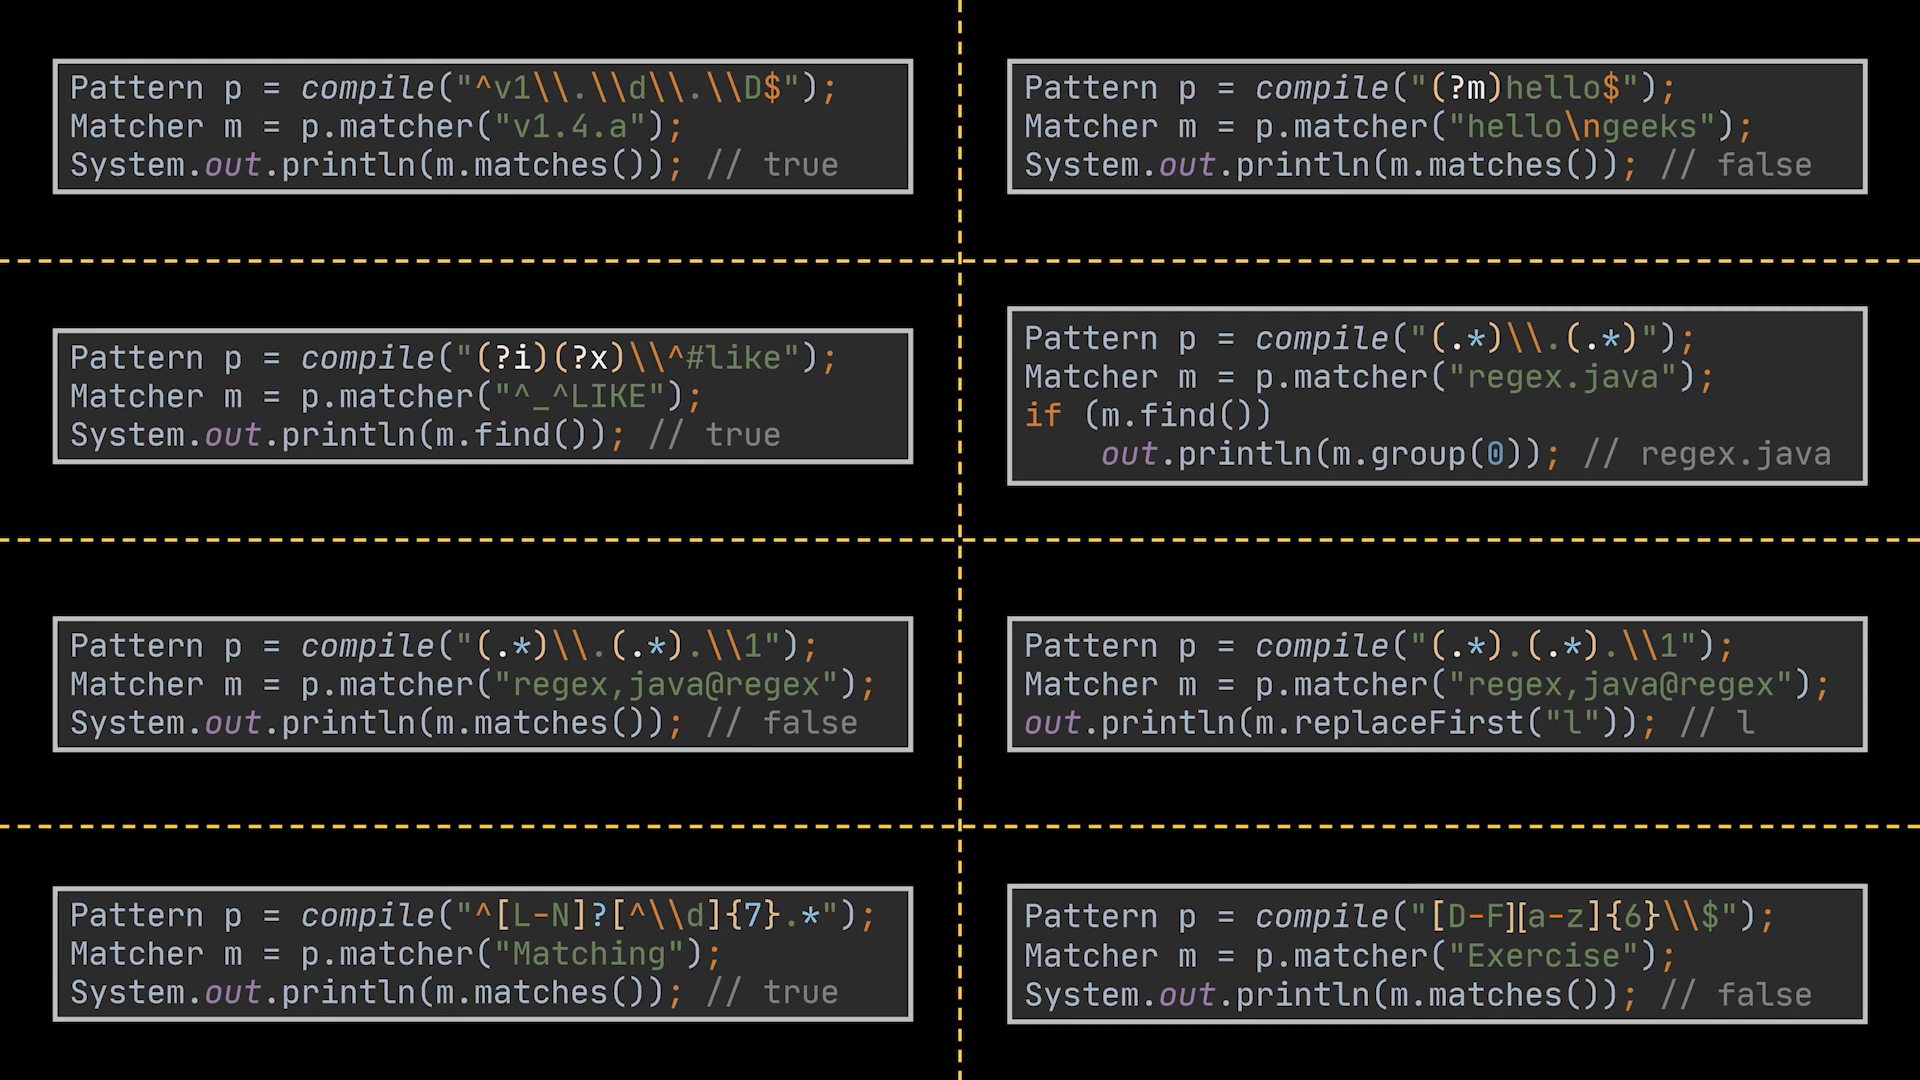 Pattern p = compile("^v1\\.\\d\\.\\D$");
Matcher m = p.matcher("v1.4.a");
System.out.println(m.matches()); // true
Pattern p = compile("(?m)hello$");
Matcher m = p.matcher("hello\ngeeks");
System.out.println(m.matches()); // false
Pattern p = compile("(?i)(?x)\\^#like");
Matcher m = p.matcher("^_^LIKE");
System.out.println(m.find()); // true
Pattern p = compile("(.*)\\.(.*)");
Matcher m = p.matcher("regex.java");
if (m.find())
    out.println(m.group(0)); // regex.java
Pattern p = compile("(.*)\\.(.*).\\1");
Matcher m = p.matcher("regex,java@regex");
System.out.println(m.matches()); // false
Pattern p = compile("(.*).(.*).\\1");
Matcher m = p.matcher("regex,java@regex");
out.println(m.replaceFirst("l")); // l
Pattern p = compile("^[L-N]?[^\\d]{7}.*");
Matcher m = p.matcher("Matching");
System.out.println(m.matches()); // true
Pattern p = compile("[D-F][a-z]{6}\\$");
Matcher m = p.matcher("Exercise");
System.out.println(m.matches()); // false